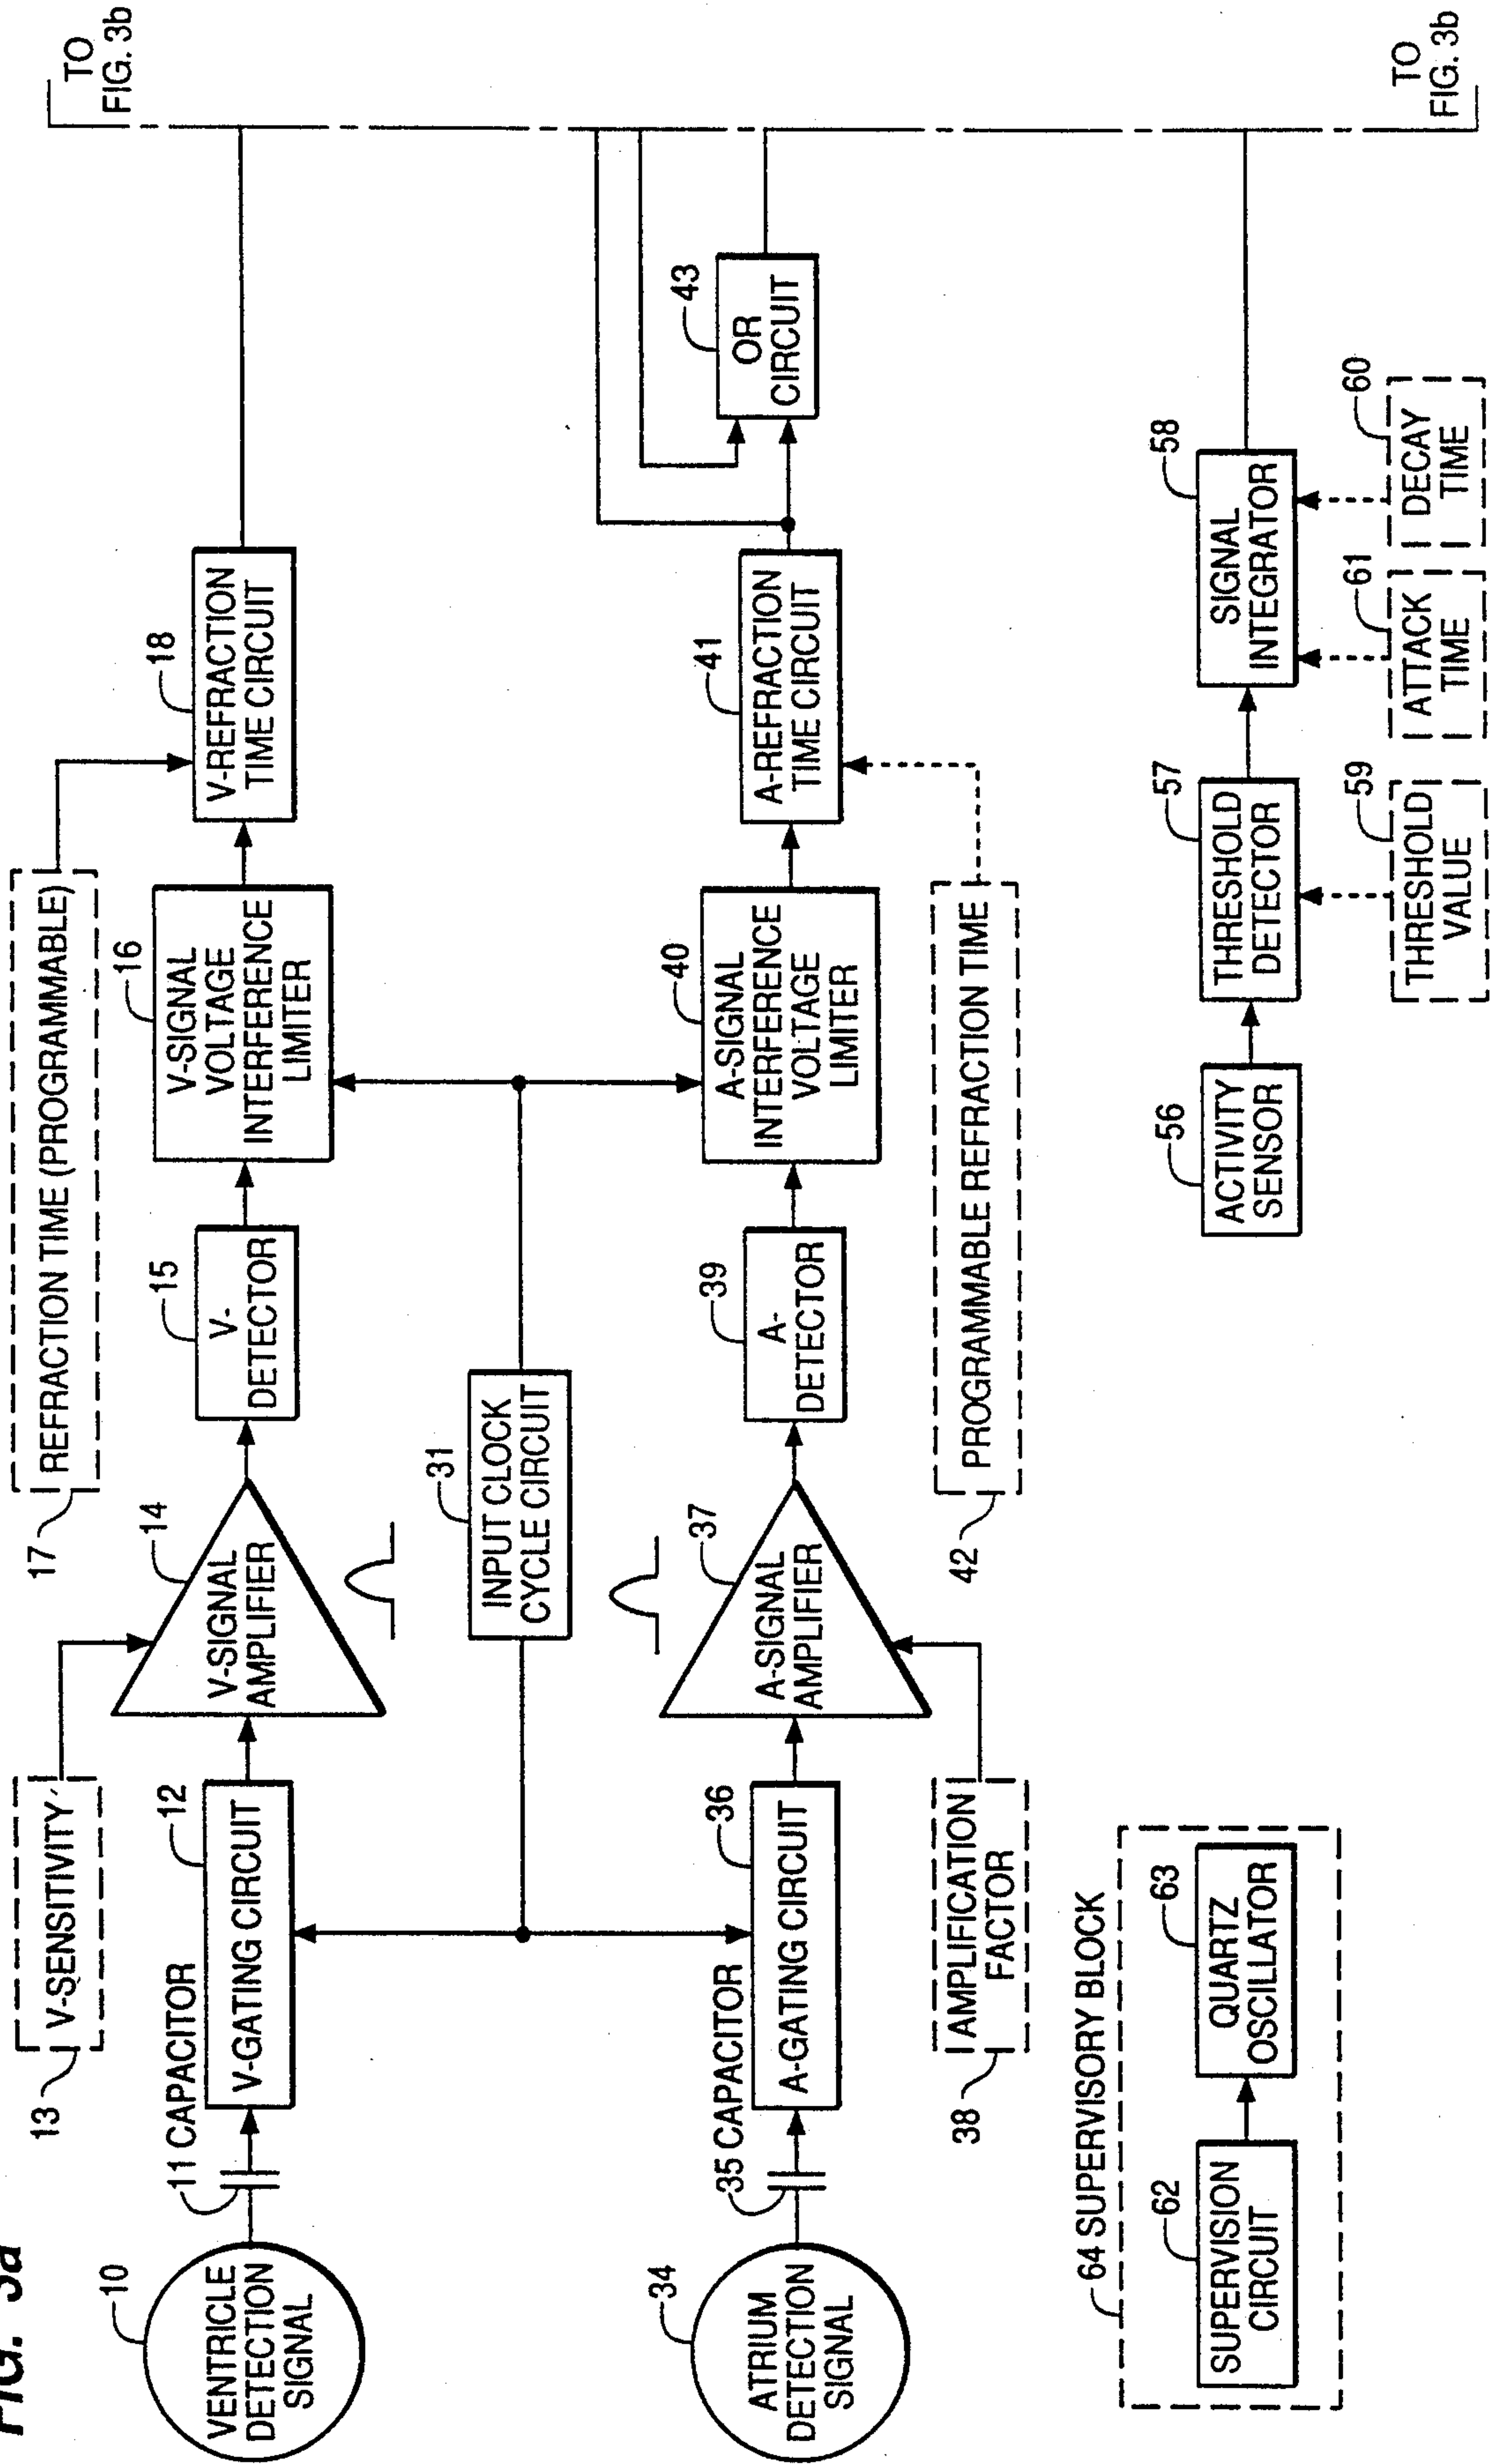 FIG. 3a
TO
FIG. 3b
17
REFRACTION TIME (PROGRAMMABLE)
13
V-SENSITIVITY
10
VENTRICLE
DETECTION
SIGNAL
11 CAPACITOR
12
V-GATING CIRCUIT
14
V-SIGNAL
AMPLIFIER
15
V-
DETECTOR
16
V-SIGNAL
VOLTAGE
INTERFERENCE
LIMITER
18
V-REFRACTION
TIME CIRCUIT
31
INPUT CLOCK
CYCLE CIRCUIT
34
ATRIUM
DETECTION
SIGNAL
35 CAPACITOR
36
A-GATING CIRCUIT
37
A-SIGNAL
AMPLIFIER
39
A-
DETECTOR
40
A-SIGNAL
INTERFERENCE
VOLTAGE
LIMITER
41
A-REFRACTION
TIME CIRCUIT
43
OR
CIRCUIT
38
AMPLIFICATION
FACTOR
42
PROGRAMMABLE REFRACTION TIME
64 SUPERVISORY BLOCK
62
SUPERVISION
CIRCUIT
63
QUARTZ
OSCILLATOR
56
ACTIVITY
SENSOR
57
THRESHOLD
DETECTOR
58
SIGNAL
INTEGRATOR
59
THRESHOLD
VALUE
61
ATTACK
TIME
60
DECAY
TIME
TO
FIG. 3b